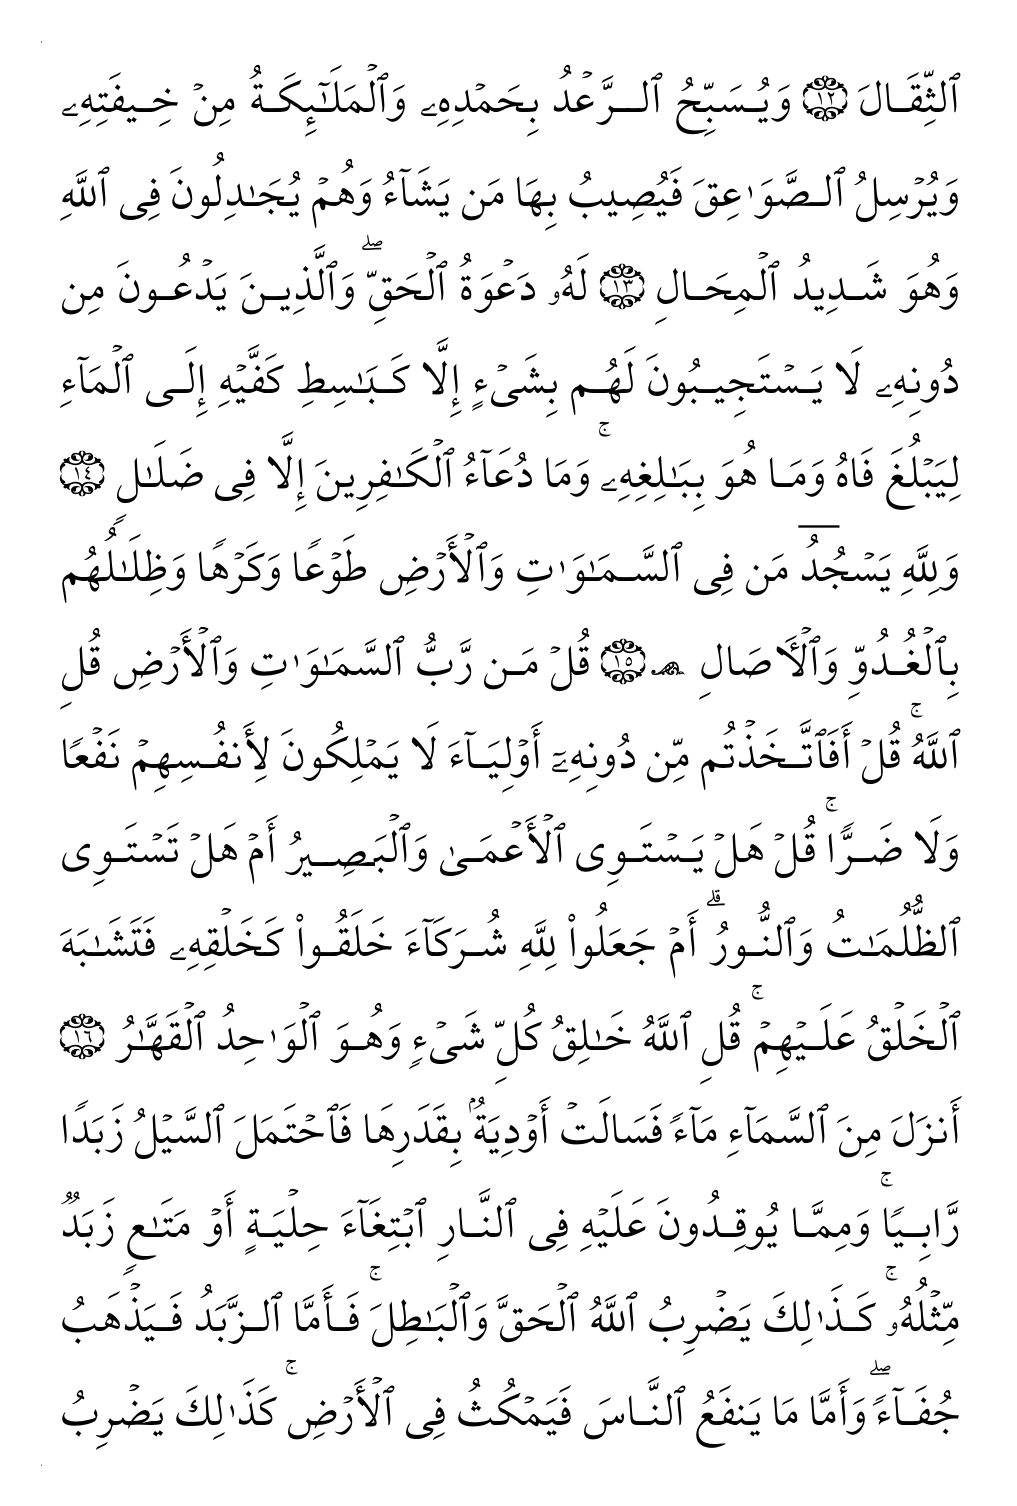 ٱلثِّقَالَ ١٢ وَيُسَبِّحُ ٱلرَّعۡدُ بِحَمۡدِهِۦ وَٱلۡمَلَـٰٓئِكَةُ مِنۡ خِيفَتِهِۦ
وَيُرۡسِلُ ٱلصَّوَٰعِقَ فَيُصِيبُ بِهَا مَن يَشَآءُ وَهُمۡ يُجَـٰدِلُونَ فِى ٱللَّهِ
وَهُوَ شَدِيدُ ٱلۡمِحَالِ ١٣ لَهُۥ دَعۡوَةُ ٱلۡحَقِّۖ وَٱلَّذِينَ يَدۡعُونَ مِن
دُونِهِۦ لَا يَسۡتَجِيبُونَ لَهُم بِشَىۡءٍ إِلَّا كَبَـٰسِطِ كَفَّيۡهِ إِلَى ٱلۡمَآءِ
لِيَبۡلُغَ فَاهُ وَمَا هُوَ بِبَـٰلِغِهِۦۚ وَمَا دُعَآءُ ٱلۡكَـٰفِرِينَ إِلَّا فِى ضَلَـٰلٍ ١٤
وَلِلَّهِ يَسۡجُدُ مَن فِى ٱلسَّمَـٰوَٰتِ وَٱلۡأَرۡضِ طَوۡعًا وَكَرۡهًا وَظِلَـٰلُهُم
بِٱلۡغُدُوِّ وَٱلۡأٓصَالِ ۩ ١٥ قُلۡ مَن رَّبُّ ٱلسَّمَـٰوَٰتِ وَٱلۡأَرۡضِ قُلِ
ٱللَّهُۚ قُلۡ أَفَٱتَّخَذۡتُم مِّن دُونِهِۦٓ أَوۡلِيَآءَ لَا يَمۡلِكُونَ لِأَنفُسِهِمۡ نَفۡعًا
وَلَا ضَرًّاۚ قُلۡ هَلۡ يَسۡتَوِى ٱلۡأَعۡمَىٰ وَٱلۡبَصِيرُ أَمۡ هَلۡ تَسۡتَوِى
ٱلظُّلُمَـٰتُ وَٱلنُّورُۗ أَمۡ جَعَلُواْ لِلَّهِ شُرَكَآءَ خَلَقُواْ كَخَلۡقِهِۦ فَتَشَـٰبَهَ
ٱلۡخَلۡقُ عَلَيۡهِمۡۚ قُلِ ٱللَّهُ خَـٰلِقُ كُلِّ شَىۡءٍ وَهُوَ ٱلۡوَٰحِدُ ٱلۡقَهَّـٰرُ ١٦
أَنزَلَ مِنَ ٱلسَّمَآءِ مَآءً فَسَالَتۡ أَوۡدِيَةُۢ بِقَدَرِهَا فَٱحۡتَمَلَ ٱلسَّيۡلُ زَبَدًا
رَّابِيًاۚ وَمِمَّا يُوقِدُونَ عَلَيۡهِ فِى ٱلنَّارِ ٱبۡتِغَآءَ حِلۡيَةٍ أَوۡ مَتَـٰعٍ زَبَدٌ
مِّثۡلُهُۥۚ كَذَٰلِكَ يَضۡرِبُ ٱللَّهُ ٱلۡحَقَّ وَٱلۡبَـٰطِلَۚ فَأَمَّا ٱلزَّبَدُ فَيَذۡهَبُ
جُفَآءًۖ وَأَمَّا مَا يَنفَعُ ٱلنَّاسَ فَيَمۡكُثُ فِى ٱلۡأَرۡضِۚ كَذَٰلِكَ يَضۡرِبُ